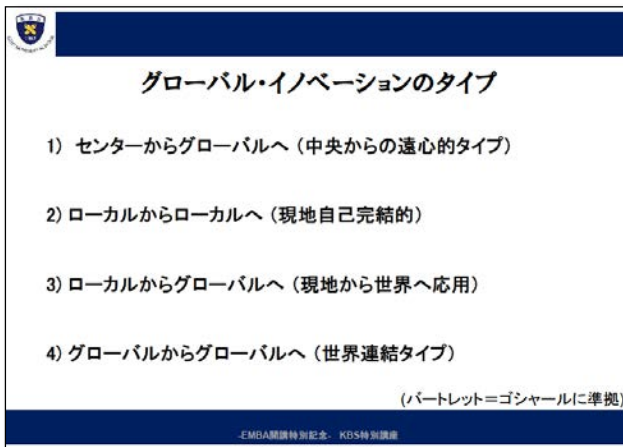 グローバル・イノベーションのタイプ
1) センターからグローバルへ (中央からの遠心的タイプ)
2) ローカルからローカルへ (現地自己完結的)
3) ローカルからグローバルへ (現地から世界へ応用)
4) グローバルからグローバルへ (世界連結タイプ)
(バートレット=ゴシャールに準拠)
-EMBA開講特別記念- KBS特別講座